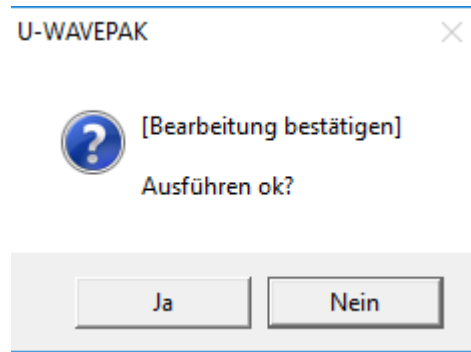 U-WAVEPAK
[Bearbeitung bestätigen]
Ausführen ok?
Ja
Nein